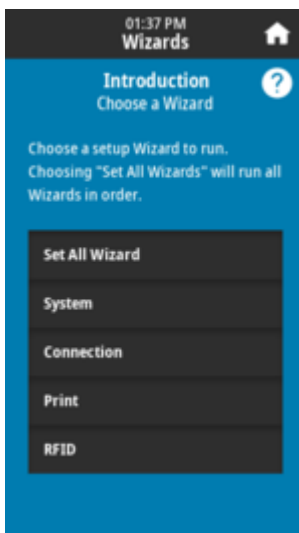 01:37 PM
Wizards
Introduction
?
Choose a Wizard
Choose a setup Wizard to run.
Choosing "Set All Wizards" will run all
Wizards in order.
Set All Wizard
System
Connection
Print
RFID